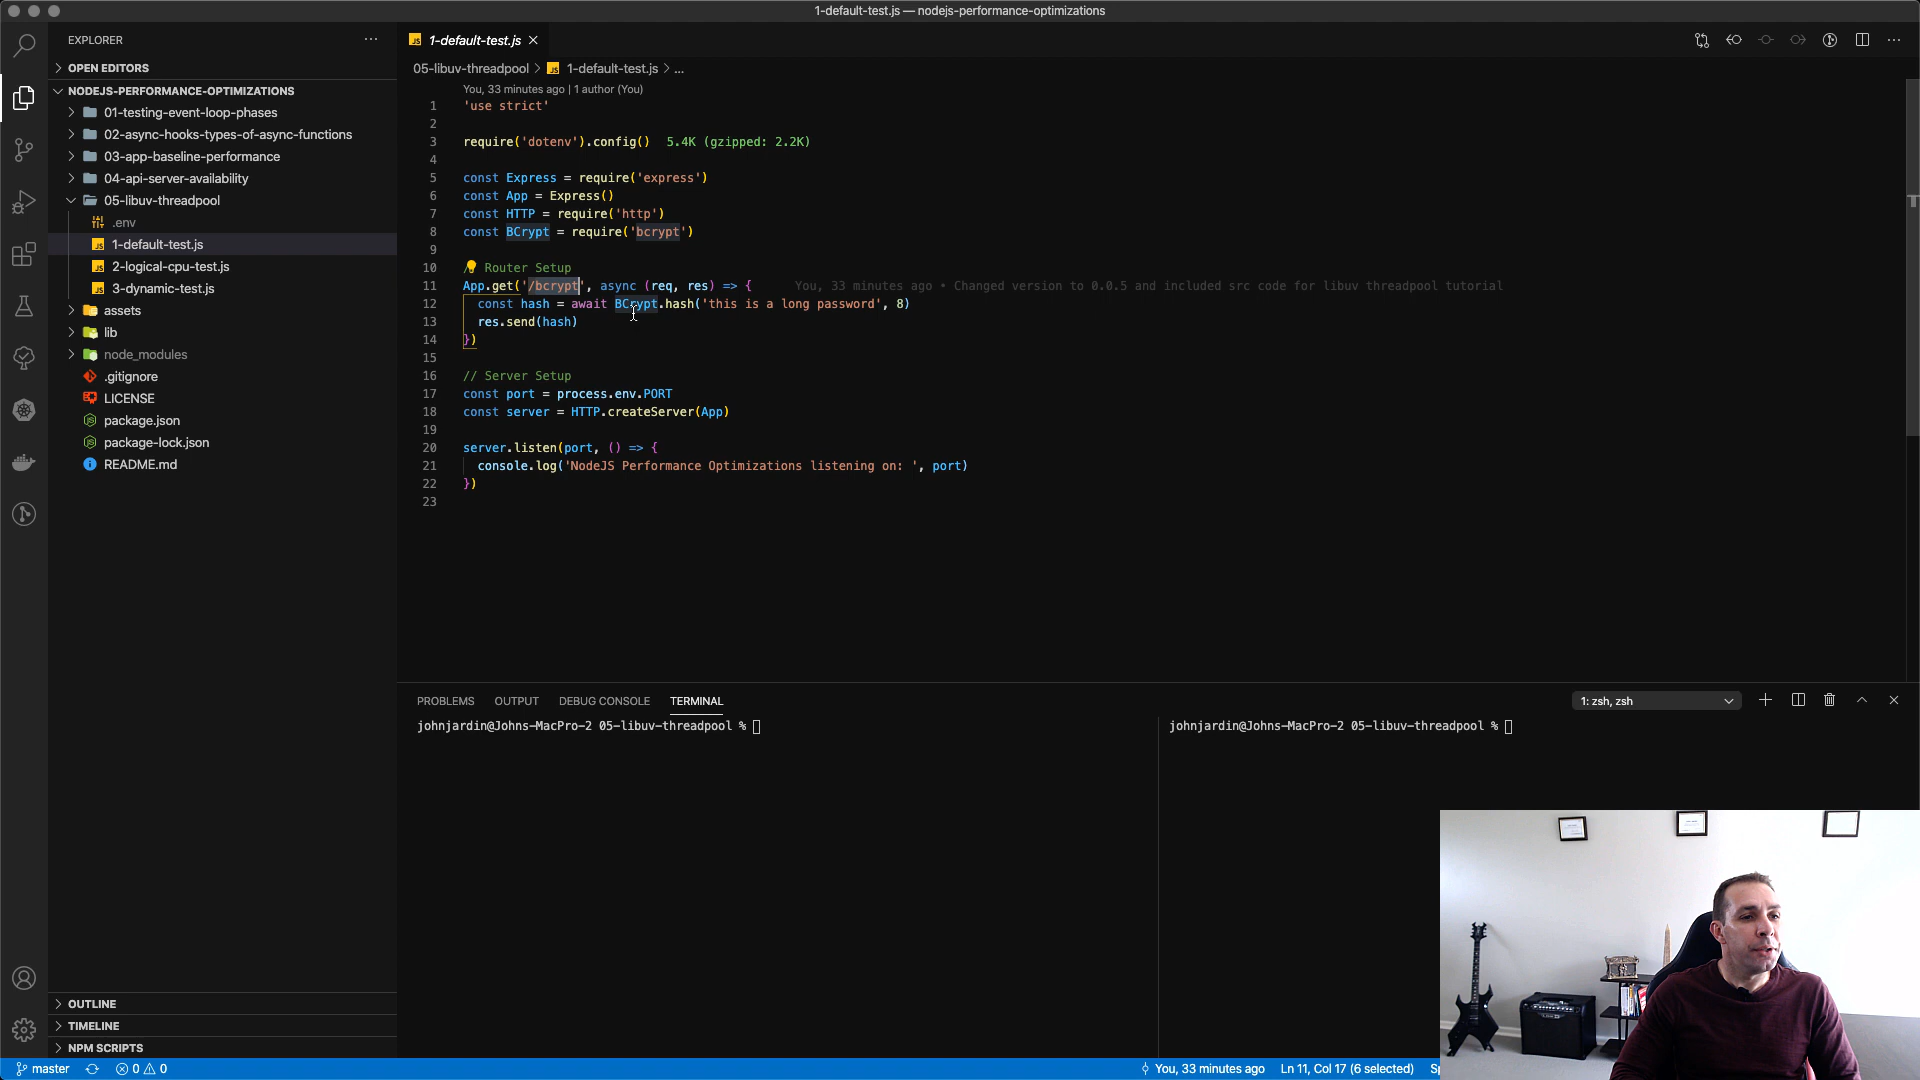 1-default-test.js — nodejs-performance-optimizations
EXPLORER
OPEN EDITORS
NODEJS-PERFORMANCE-OPTIMIZATIONS
01-testing-event-loop-phases
02-async-hooks-types-of-async-functions
03-app-baseline-performance
04-api-server-availability
05-libuv-threadpool
.env
1-default-test.js
2-logical-cpu-test.js
3-dynamic-test.js
assets
lib
node_modules
.gitignore
LICENSE
package.json
package-lock.json
README.md
OUTLINE
TIMELINE
NPM SCRIPTS
1-default-test.js
05-libuv-threadpool > 1-default-test.js > ...
You, 33 minutes ago | 1 author (You)
1 'use strict'
2
3 require('dotenv').config() 5.4K (gzipped: 2.2K)
4
5 const Express = require('express')
6 const App = Express()
7 const HTTP = require('http')
8 const BCrypt = require('bcrypt')
9
10 Router Setup
11 App.get('/bcrypt', async (req, res) => { You, 33 minutes ago • Changed version to 0.0.5 and included src code for libuv threadpool tutorial
12 const hash = await BCrypt.hash('this is a long password', 8)
13 res.send(hash)
14 })
15
16 // Server Setup
17 const port = process.env.PORT
18 const server = HTTP.createServer(App)
19
20 server.listen(port, () => {
21 console.log('NodeJS Performance Optimizations listening on: ', port)
22 })
23
PROBLEMS OUTPUT DEBUG CONSOLE TERMINAL
1: zsh, zsh
johnjardin@Johns-MacPro-2 05-libuv-threadpool %
johnjardin@Johns-MacPro-2 05-libuv-threadpool %
master 0 0
You, 33 minutes ago Ln 11, Col 17 (6 selected) Sp